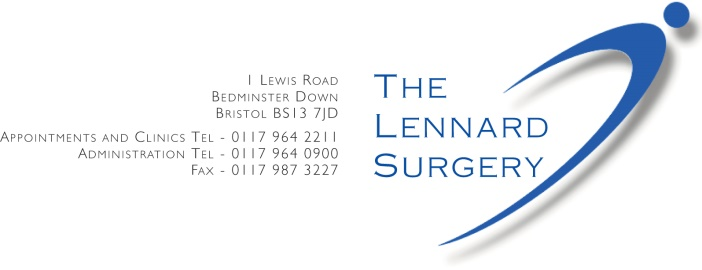 1 Lewis Road
Bedminster Down
Bristol BS13 7JD
Appointments and Clinics Tel - 0117 964 2211
Administration Tel - 0117 964 0900
Fax - 0117 987 3227
The
Lennard
Surgery